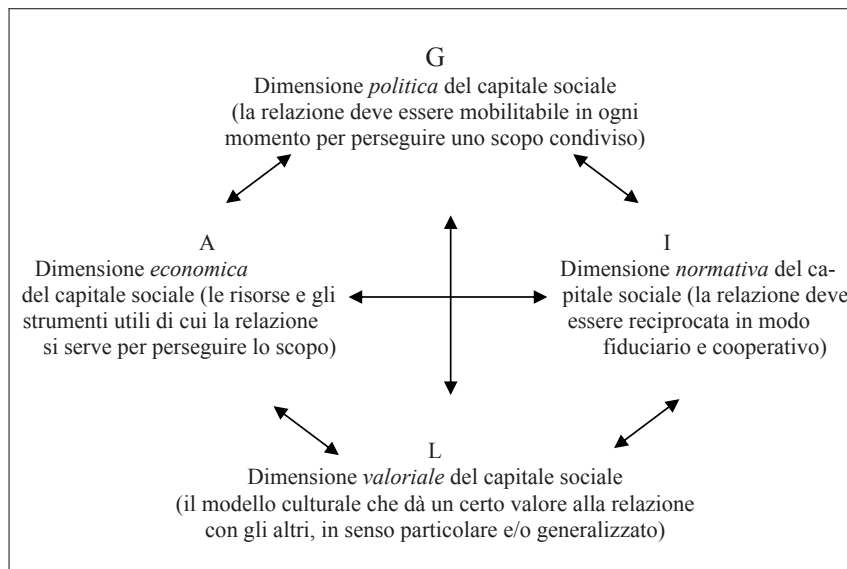 G
Dimensione politica del capitale sociale
(la relazione deve essere mobilitabile in ogni
momento per perseguire uno scopo condiviso)
A
Dimensione economica
del capitale sociale (le risorse e gli
strumenti utili di cui la relazione
si serve per perseguire lo scopo)
I
Dimensione normativa del ca-
pitale sociale (la relazione deve
essere reciprocata in modo
fiduciario e cooperativo)
L
Dimensione valoriale del capitale sociale
(il modello culturale che dà un certo valore alla relazione
con gli altri, in senso particolare e/o generalizzato)